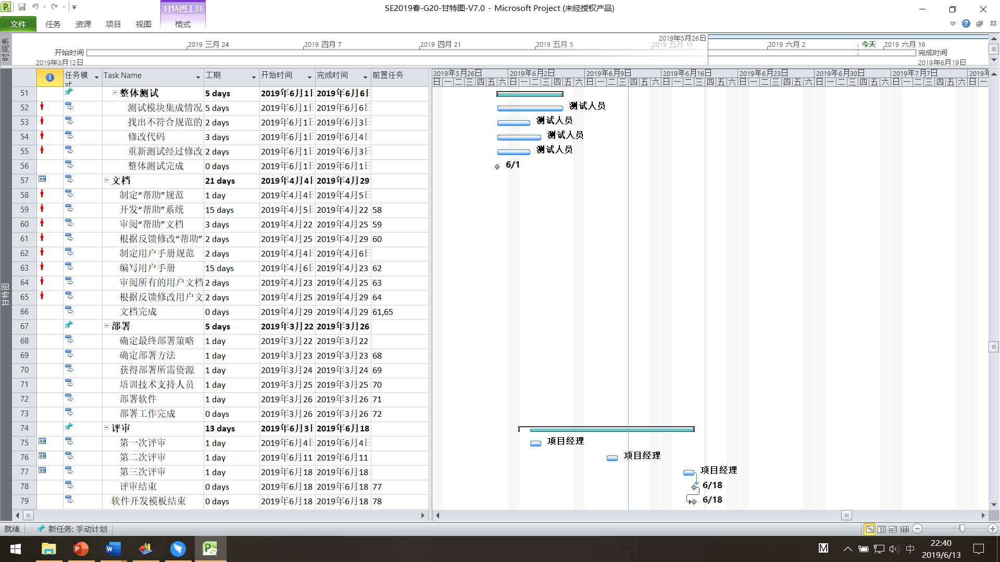 SE2019春-G20-甘特图-V7.0 - Microsoft Project (未经授权产品)
甘特图工具
文件 任务 资源 项目 视图 格式
时间表
2019年5月26日
2019 三月 24 2019 四月 7 2019 四月 21 2019 五月 5 2019 五月 19 2019 六月 2 今天 2019 六月 16
开始时间 完成时间
2019年3月12日 2019年6月19日
任务模式 Task Name 工期 开始时间 完成时间 前置任务
2019年5月26日 2019年6月2日 2019年6月9日 2019年6月16日 2019年6月23日 2019年6月30日 2019年7月7日 2019年
日 一 二 三 四 五 六 日 一 二 三 四 五 六 日 一 二 三 四 五 六 日 一 二 三 四 五 六 日 一 二 三 四 五 六 日 一 二 三 四 五 六 日 一 二 三 四 五 六 日 一
甘特图
51 整体测试 5 days 2019年6月1日 2019年6月6日
52 测试模块集成情况 5 days 2019年6月1日 2019年6月6日 测试人员
53 找出不符合规范的 2 days 2019年6月1日 2019年6月3日 测试人员
54 修改代码 3 days 2019年6月1日 2019年6月4日 测试人员
55 重新测试经过修改 2 days 2019年6月1日 2019年6月3日 测试人员
56 整体测试完成 0 days 2019年6月1日 2019年6月1日 6/1
57 文档 21 days 2019年4月4日 2019年4月29
58 制定“帮助”规范 1 day 2019年4月4日 2019年4月5日
59 开发“帮助”系统 15 days 2019年4月5日 2019年4月22 58
60 审阅“帮助”文档 3 days 2019年4月22 2019年4月25 59
61 根据反馈修改“帮助” 2 days 2019年4月25 2019年4月29 60
62 制定用户手册规范 2 days 2019年4月4日 2019年4月6日
63 编写用户手册 15 days 2019年4月6日 2019年4月23 62
64 审阅所有的用户文档 2 days 2019年4月23 2019年4月25 63
65 根据反馈修改用户文 2 days 2019年4月25 2019年4月29 64
66 文档完成 0 days 2019年4月29 2019年4月29 61,65
67 部署 5 days 2019年3月22 2019年3月26
68 确定最终部署策略 1 day 2019年3月22 2019年3月22
69 确定部署方法 1 day 2019年3月23 2019年3月23 68
70 获得部署所需资源 1 day 2019年3月24 2019年3月24 69
71 培训技术支持人员 1 day 2019年3月25 2019年3月25 70
72 部署软件 1 day 2019年3月26 2019年3月26 71
73 部署工作完成 0 days 2019年3月26 2019年3月26 72
74 评审 13 days 2019年6月3日 2019年6月18
75 第一次评审 1 day 2019年6月4日 2019年6月4日 项目经理
76 第二次评审 1 day 2019年6月11 2019年6月11 项目经理
77 第三次评审 1 day 2019年6月18 2019年6月18 项目经理
78 评审结束 0 days 2019年6月18 2019年6月18 77 6/18
79 软件开发模板结束 0 days 2019年6月18 2019年6月18 78 6/18
就绪 新任务: 手动计划
M 中 22:40
2019/6/13